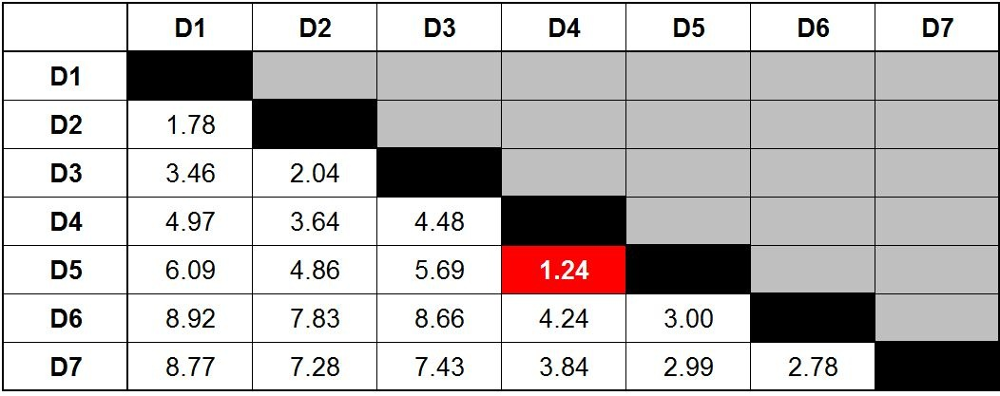 D1 D2 D3 D4 D5 D6 D7
D1
D2 1.78
D3 3.46 2.04
D4 4.97 3.64 4.48
D5 6.09 4.86 5.69 1.24
D6 8.92 7.83 8.66 4.24 3.00
D7 8.77 7.28 7.43 3.84 2.99 2.78